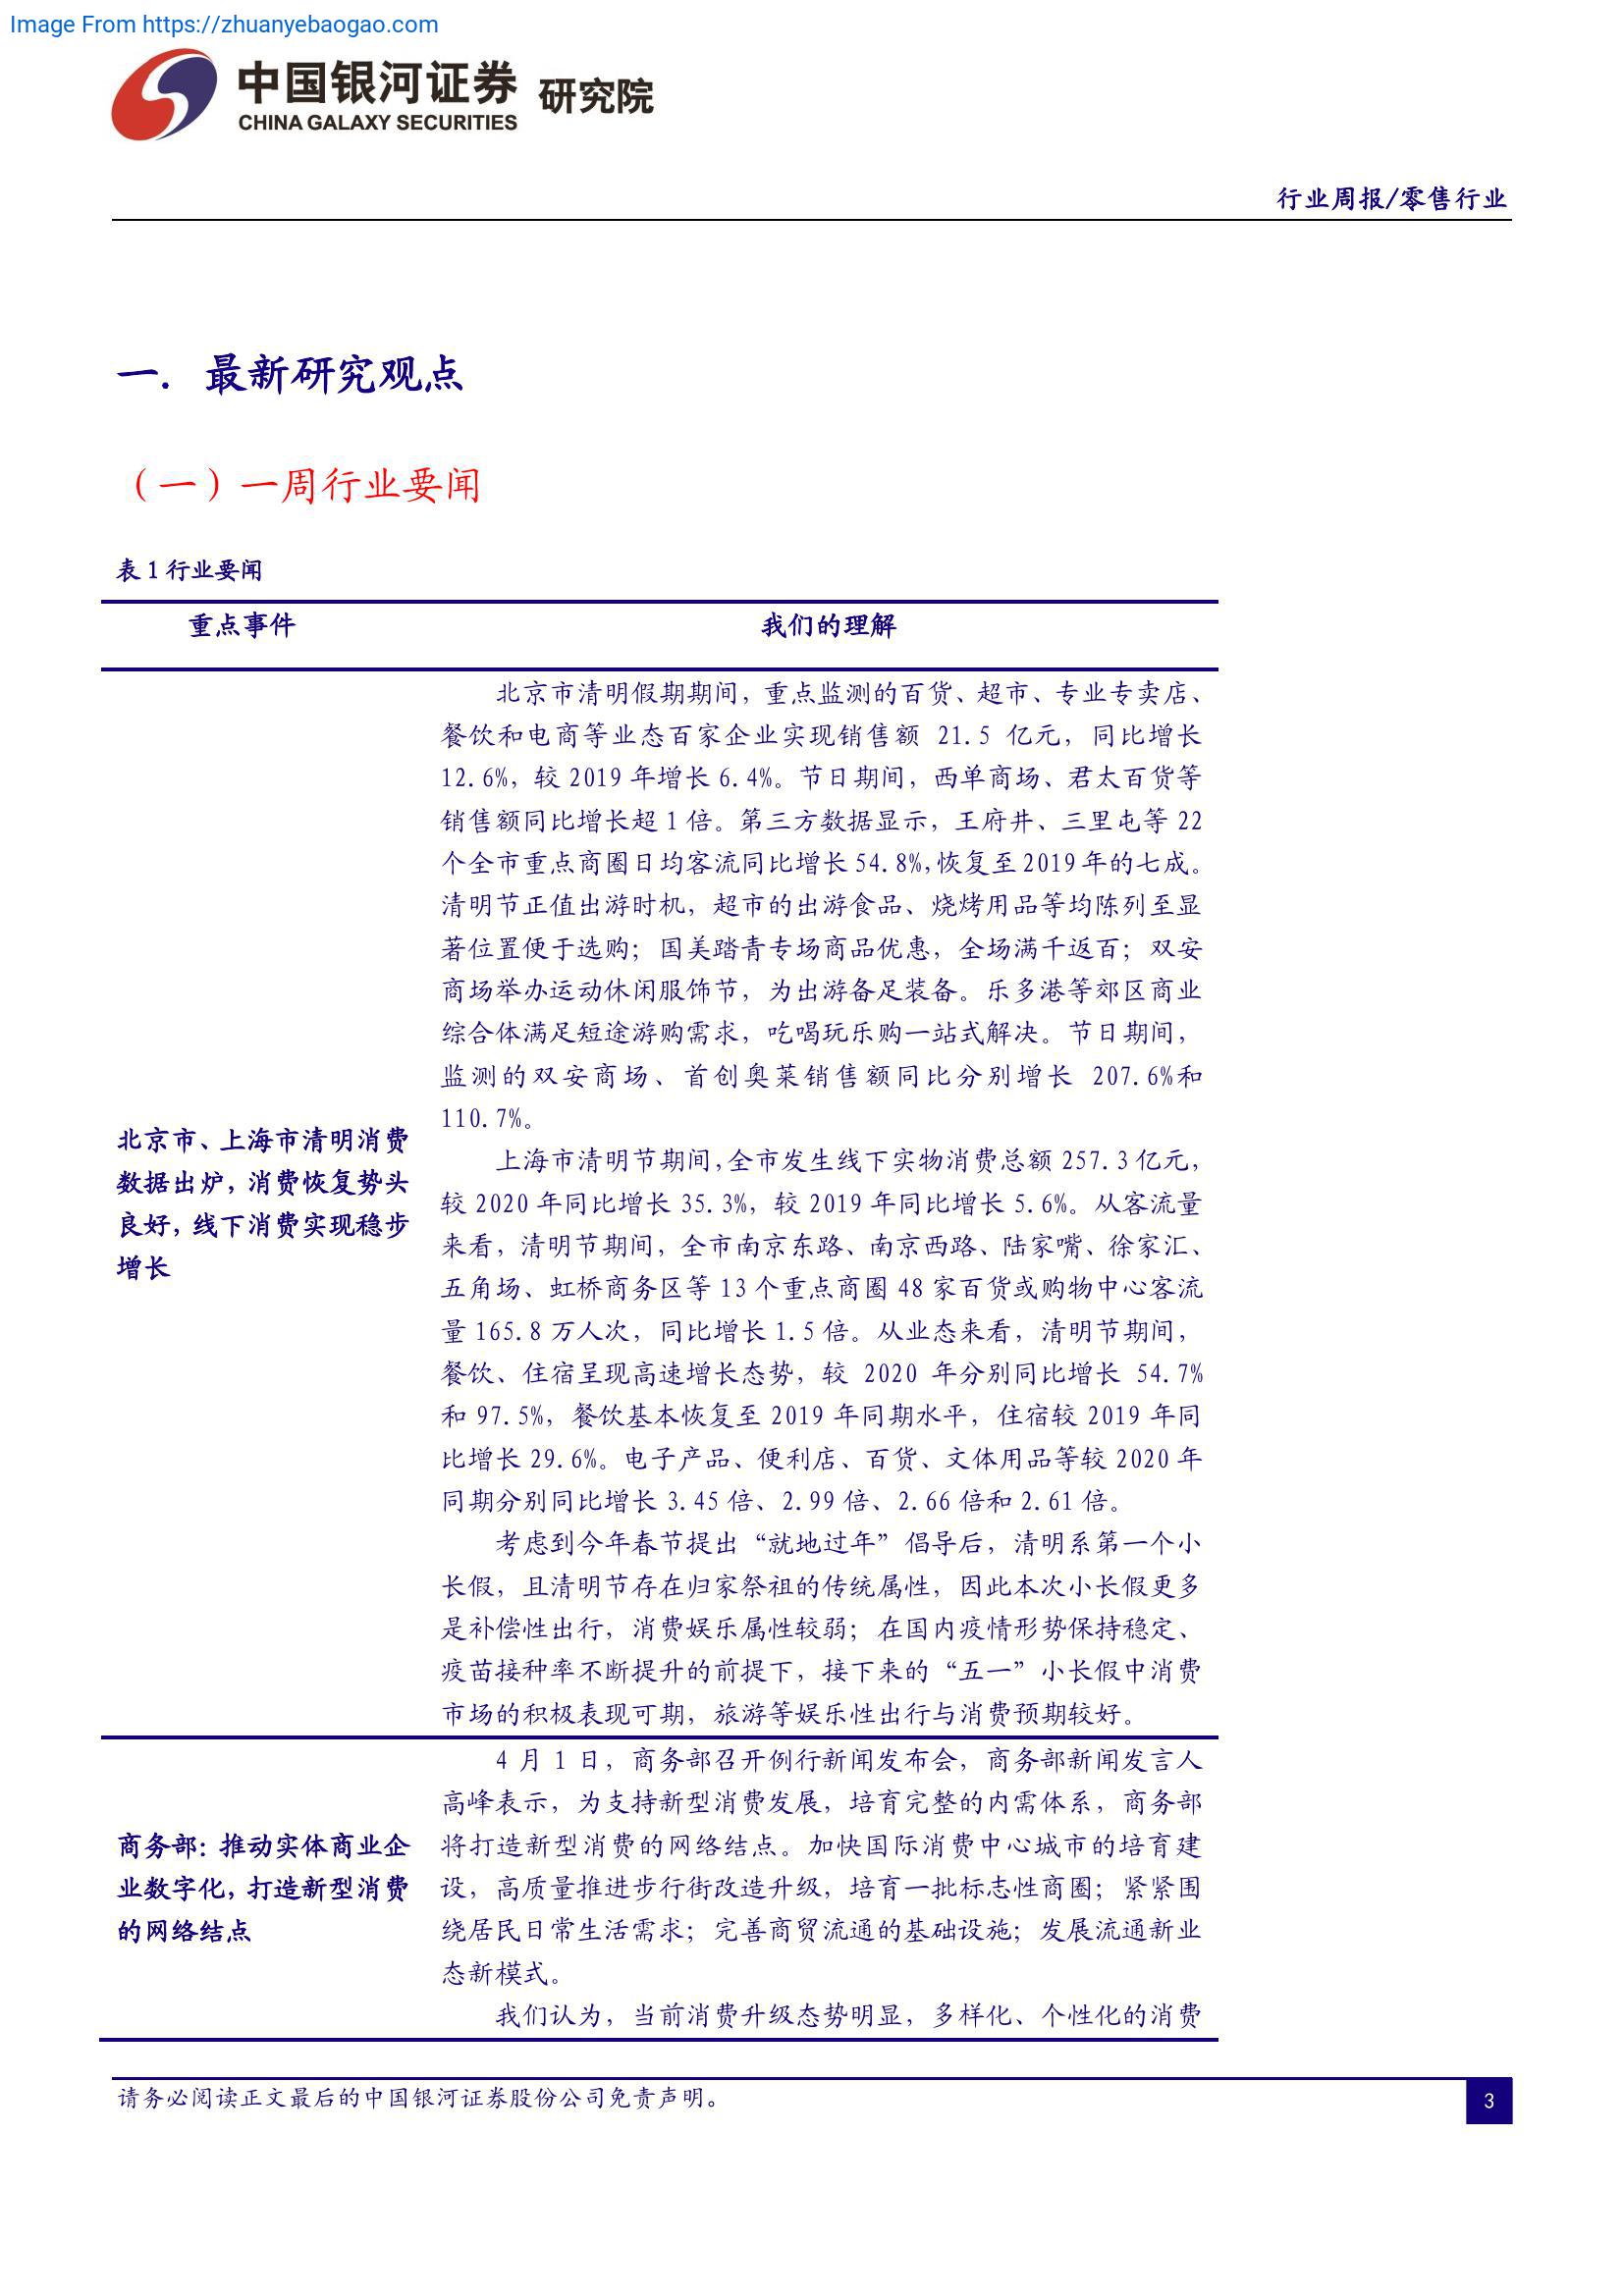 Image From https://zhuanyebaogao.com
中国银河证券 研究院
CHINA GALAXY SECURITIES
行业周报/零售行业
一. 最新研究观点
（一）一周行业要闻
表 1 行业要闻
重点事件 我们的理解
北京市、上海市清明消费
数据出炉，消费恢复势头
良好，线下消费实现稳步
增长
北京市清明假期期间，重点监测的百货、超市、专业专卖店、
餐饮和电商等业态百家企业实现销售额 21.5 亿元，同比增长
12.6%，较 2019 年增长 6.4%。节日期间，西单商场、君太百货等
销售额同比增长超 1 倍。第三方数据显示，王府井、三里屯等 22
个全市重点商圈日均客流同比增长 54.8%，恢复至 2019 年的七成。
清明节正值出游时机，超市的出游食品、烧烤用品等均陈列至显
著位置便于选购；国美踏青专场商品优惠，全场满千返百；双安
商场举办运动休闲服饰节，为出游备足装备。乐多港等郊区商业
综合体满足短途游购需求，吃喝玩乐购一站式解决。节日期间，
监测的双安商场、首创奥莱销售额同比分别增长 207.6%和
110.7%。
上海市清明节期间，全市发生线下实物消费总额 257.3 亿元，
较 2020 年同比增长 35.3%，较 2019 年同比增长 5.6%。从客流量
来看，清明节期间，全市南京东路、南京西路、陆家嘴、徐家汇、
五角场、虹桥商务区等 13 个重点商圈 48 家百货或购物中心客流
量 165.8 万人次，同比增长 1.5 倍。从业态来看，清明节期间，
餐饮、住宿呈现高速增长态势，较 2020 年分别同比增长 54.7%
和 97.5%，餐饮基本恢复至 2019 年同期水平，住宿较 2019 年同
比增长 29.6%。电子产品、便利店、百货、文体用品等较 2020 年
同期分别同比增长 3.45 倍、2.99 倍、2.66 倍和 2.61 倍。
考虑到今年春节提出“就地过年”倡导后，清明系第一个小
长假，且清明节存在归家祭祖的传统属性，因此本次小长假更多
是补偿性出行，消费娱乐属性较弱；在国内疫情形势保持稳定、
疫苗接种率不断提升的前提下，接下来的“五一”小长假中消费
市场的积极表现可期，旅游等娱乐性出行与消费预期较好。
商务部：推动实体商业企
业数字化，打造新型消费
的网络结点
4 月 1 日，商务部召开例行新闻发布会，商务部新闻发言人
高峰表示，为支持新型消费发展，培育完整的内需体系，商务部
将打造新型消费的网络结点。加快国际消费中心城市的培育建
设，高质量推进步行街改造升级，培育一批标志性商圈；紧紧围
绕居民日常生活需求；完善商贸流通的基础设施；发展流通新业
态新模式。
我们认为，当前消费升级态势明显，多样化、个性化的消费
请务必阅读正文最后的中国银河证券股份公司免责声明。
3